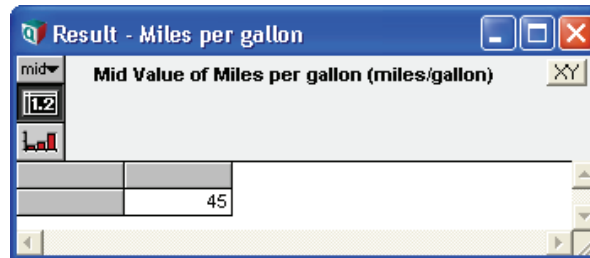 Result - Miles per gallon
mid
Mid Value of Miles per gallon (miles/gallon)
XY
1.2
45